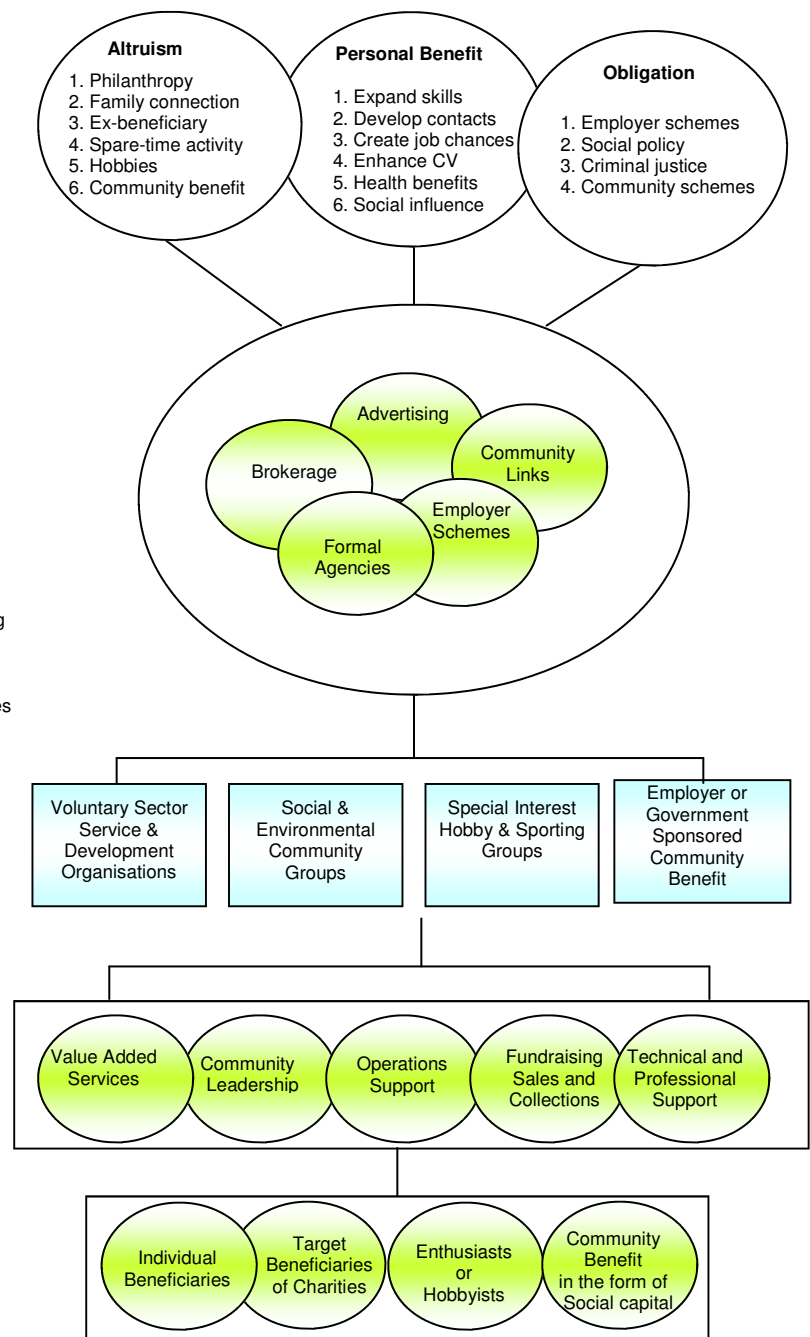 Altruism
1. Philanthropy
2. Family connection
3. Ex-beneficiary
4. Spare-time activity
5. Hobbies
6. Community benefit
Personal Benefit
1. Expand skills
2. Develop contacts
3. Create job chances
4. Enhance CV
5. Health benefits
6. Social influence
Obligation
1. Employer schemes
2. Social policy
3. Criminal justice
4. Community schemes
Advertising
Community
Links
Brokerage
Employer
Schemes
Formal
Agencies
Voluntary Sector
Service &
Development
Organisations
Social &
Environmental
Community
Groups
Special Interest
Hobby & Sporting
Groups
Employer or
Government
Sponsored
Community
Benefit
Value Added
Services
Community
Leadership
Operations
Support
Fundraising
Sales and
Collections
Technical and
Professional
Support
Individual
Beneficiaries
Target
Beneficiaries
of Charities
Enthusiasts
or
Hobbyists
Community
Benefit
in the form of
Social capital